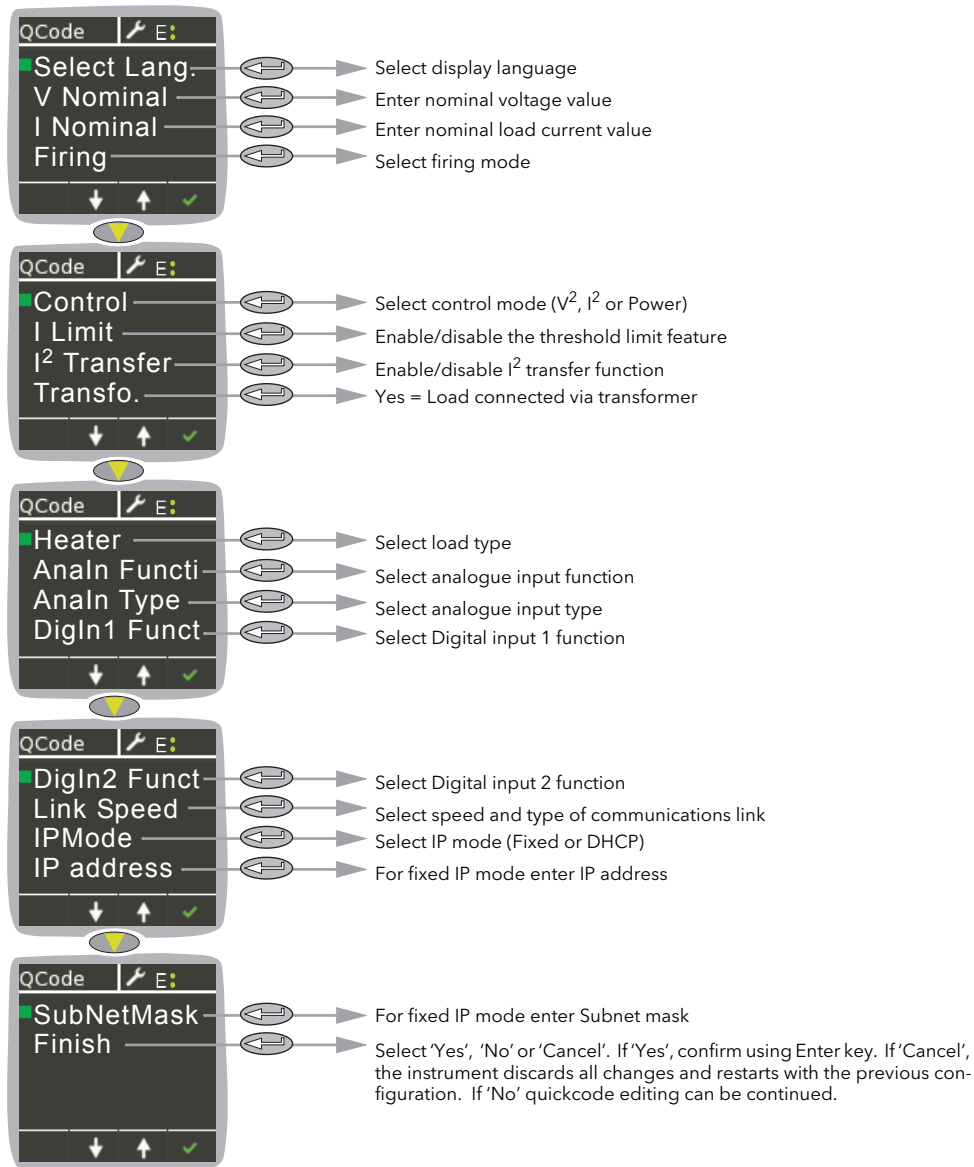 QCode E:
Select Lang. Select display language
V Nominal Enter nominal voltage value
I Nominal Enter nominal load current value
Firing Select firing mode
QCode E:
Control Select control mode (V², I² or Power)
I Limit Enable/disable the threshold limit feature
I² Transfer Enable/disable I² transfer function
Transfo. Yes = Load connected via transformer
QCode E:
Heater Select load type
AnaIn Functi Select analogue input function
AnaIn Type Select analogue input type
DigIn1 Funct Select Digital input 1 function
QCode E:
DigIn2 Funct Select Digital input 2 function
Link Speed Select speed and type of communications link
IPMode Select IP mode (Fixed or DHCP)
IP address For fixed IP mode enter IP address
QCode E:
SubNetMask For fixed IP mode enter Subnet mask
Finish Select ‘Yes’, ‘No’ or ‘Cancel’. If ‘Yes’, confirm using Enter key. If ‘Cancel’,
the instrument discards all changes and restarts with the previous con-
figuration. If ‘No’ quickcode editing can be continued.